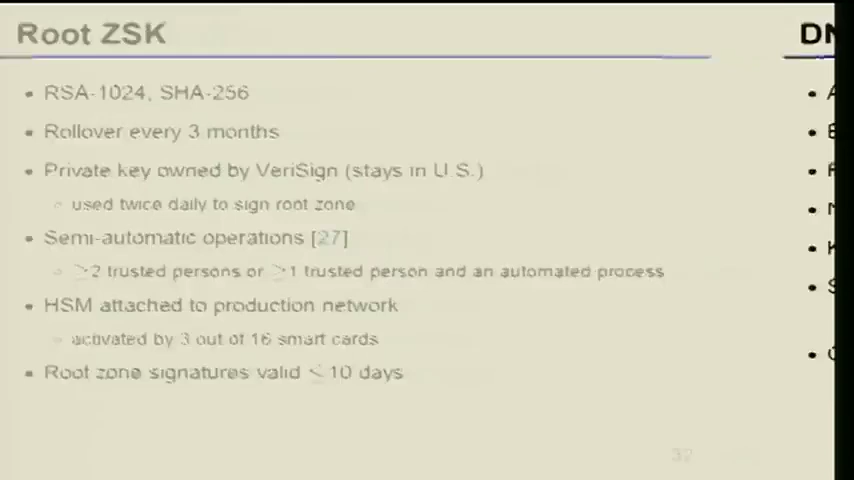 Root ZSK
DN
• RSA-1024, SHA-256
• Rollover every 3 months
• Private key owned by VeriSign (stays in U.S.)
◦ used twice daily to sign root zone
• Semi-automatic operations [27]
◦ ≥2 trusted persons or ≥1 trusted person and an automated process
• HSM attached to production network
◦ activated by 3 out of 16 smart cards
• Root zone signatures valid ≤10 days
32